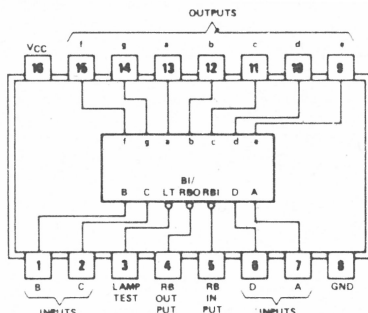 OUTPUTS
VCC f g a b c d e
16 15 14 13 12 11 10 9
f g a b c d e
BI/
B C LT RBO RBI D A
1 2 3 4 5 6 7 8
B C LAMP RB RB D A GND
TEST OUT IN
PUT PUT
INPUTS INPUTS